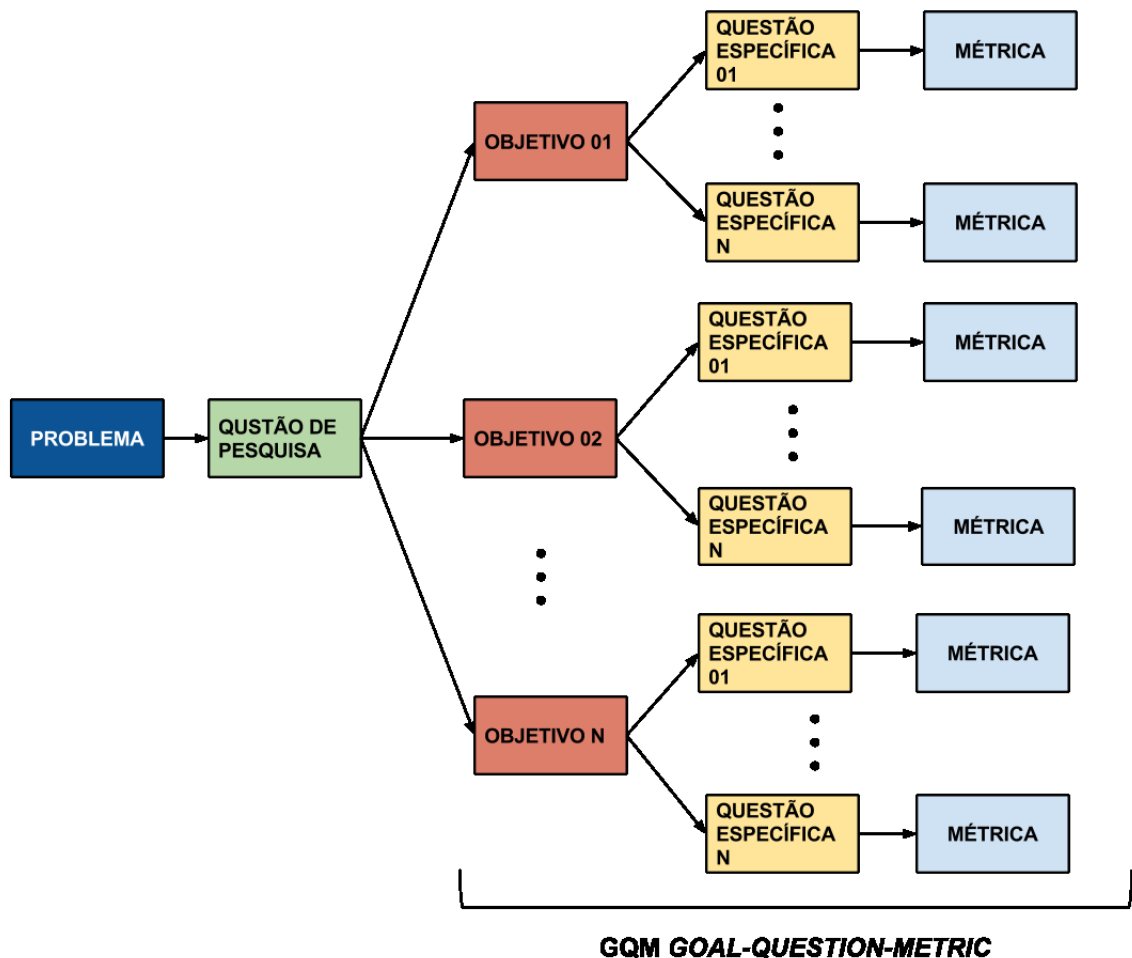 QUESTÃO
ESPECÍFICA
01
MÉTRICA
OBJETIVO 01
QUESTÃO
ESPECÍFICA
N
MÉTRICA
QUESTÃO
ESPECÍFICA
01
MÉTRICA
PROBLEMA
QUSTÃO DE
PESQUISA
OBJETIVO 02
QUESTÃO
ESPECÍFICA
N
MÉTRICA
QUESTÃO
ESPECÍFICA
01
MÉTRICA
OBJETIVO N
QUESTÃO
ESPECÍFICA
N
MÉTRICA
GQM GOAL-QUESTION-METRIC